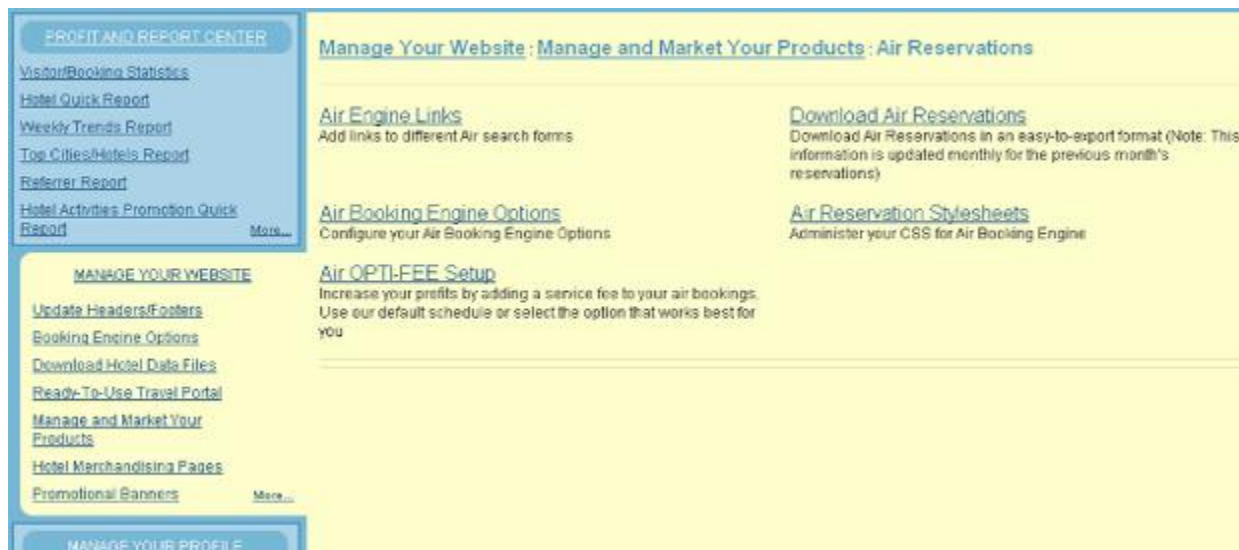 PROFIT AND REPORT CENTER
Visitor/Booking Statistics
Hotel Quick Report
Weekly Trends Report
Top Cities/Hotels Report
Referrer Report
Hotel Activities Promotion Quick
Report
More...
MANAGE YOUR WEBSITE
Update Headers/Footers
Booking Engine Options
Download Hotel Data Files
Ready-To-Use Travel Portal
Manage and Market Your
Products
Hotel Merchandising Pages
Promotional Banners
More...
MANAGE YOUR PROFILE
Manage Your Website : Manage and Market Your Products : Air Reservations
Air Engine Links
Add links to different Air search forms
Download Air Reservations
Download Air Reservations in an easy-to-export format (Note: This
information is updated monthly for the previous month's
reservations)
Air Booking Engine Options
Configure your Air Booking Engine Options
Air Reservation Stylesheets
Administer your CSS for Air Booking Engine
Air OPTI-FEE Setup
Increase your profits by adding a service fee to your air bookings.
Use our default schedule or select the option that works best for
you